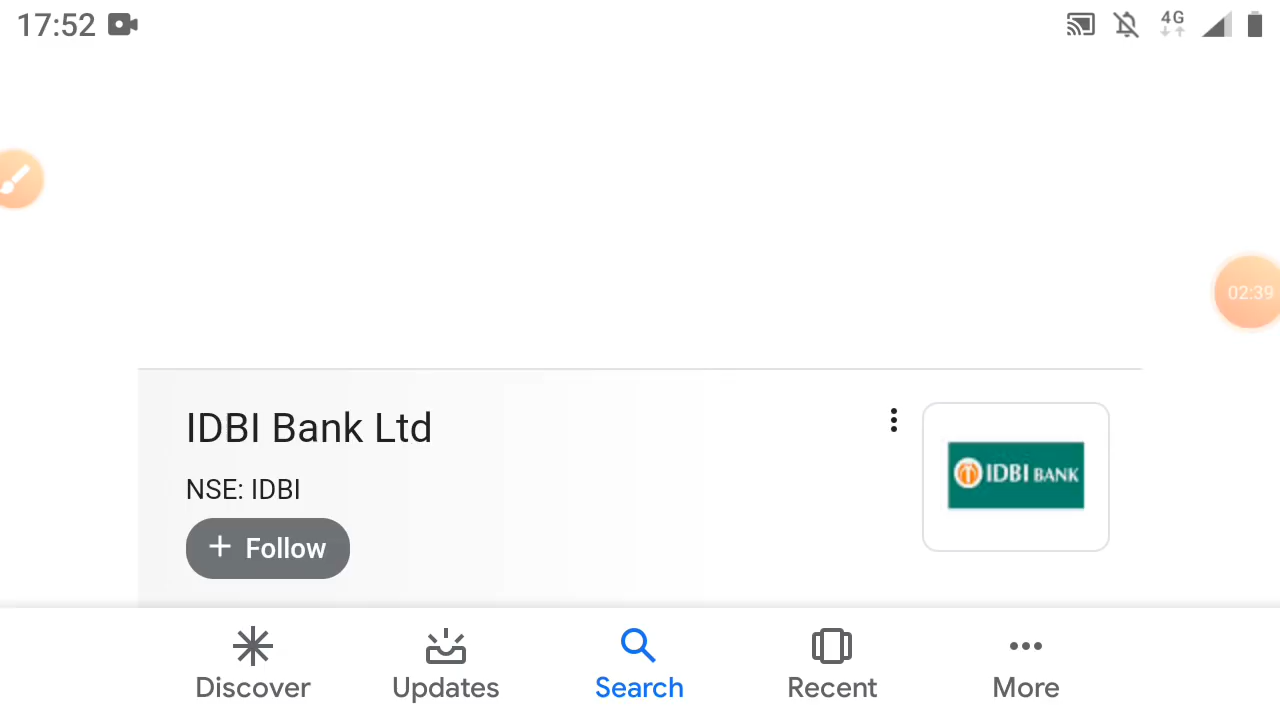 17:52
4G
02:39
IDBI Bank Ltd
IDBI BANK
NSE: IDBI
+ Follow
Discover
Updates
Search
Recent
More